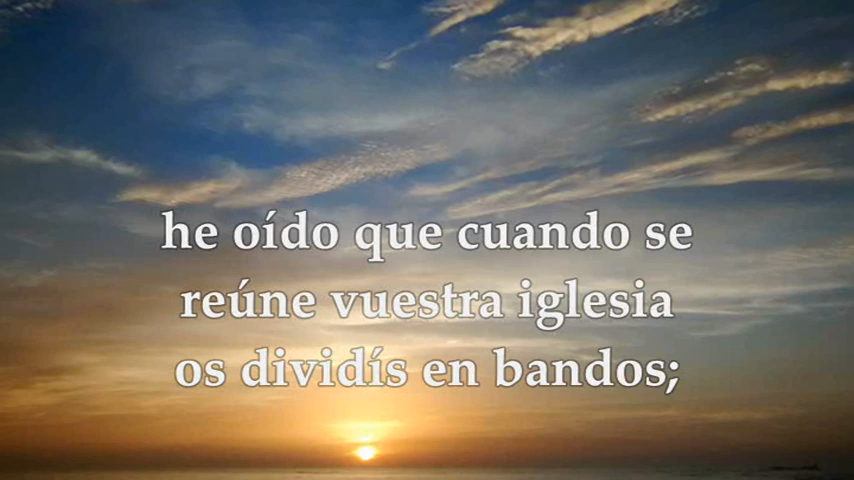 he oído que cuando se
reúne vuestra iglesia
os dividís en bandos;